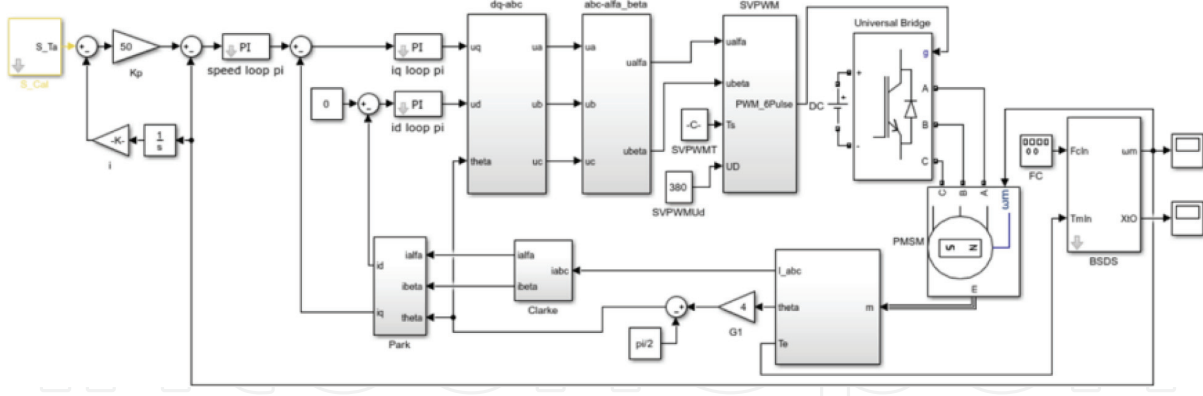 S_Ta
S_Cal
+
-
50
Kp
+
-
PI
speed loop pi
+
-
PI
iq loop pi
0
+
-
PI
id loop pi
-K-
i
1
s
dq-abc
uq
ud
theta
ua
ub
uc
abc-alfa_beta
ua
ub
uc
ualfa
ubeta
SVPWM
ualfa
ubeta
Ts
UD
PWM_6Pulse
-C-
SVPWMT
380
SVPWMUd
DC
+
Universal Bridge
+
-
g
A
B
C
FC
BSDS
FcIn
TmIn
ωm
XtO
C
B
A
ωm
PMSM
S
N
m
Park
id
iq
ialfa
ibeta
theta
Clarke
ialfa
ibeta
iabc
pi/2
-
+
4
G1
I_abc
theta
Te
m